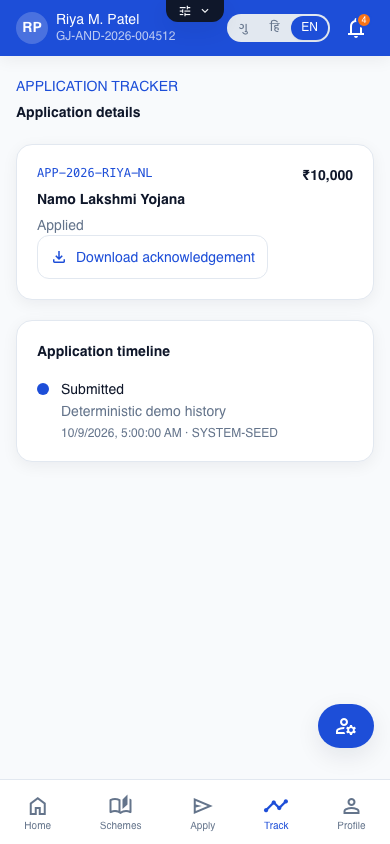 RP
Riya M. Patel
GJ-AND-2026-004512
ગુ
हि
EN
4
APPLICATION TRACKER
Application details
APP-2026-RIYA-NL
₹10,000
Namo Lakshmi Yojana
Applied
Download acknowledgement
Application timeline
Submitted
Deterministic demo history
10/9/2026, 5:00:00 AM · SYSTEM-SEED
Home
Schemes
Apply
Track
Profile